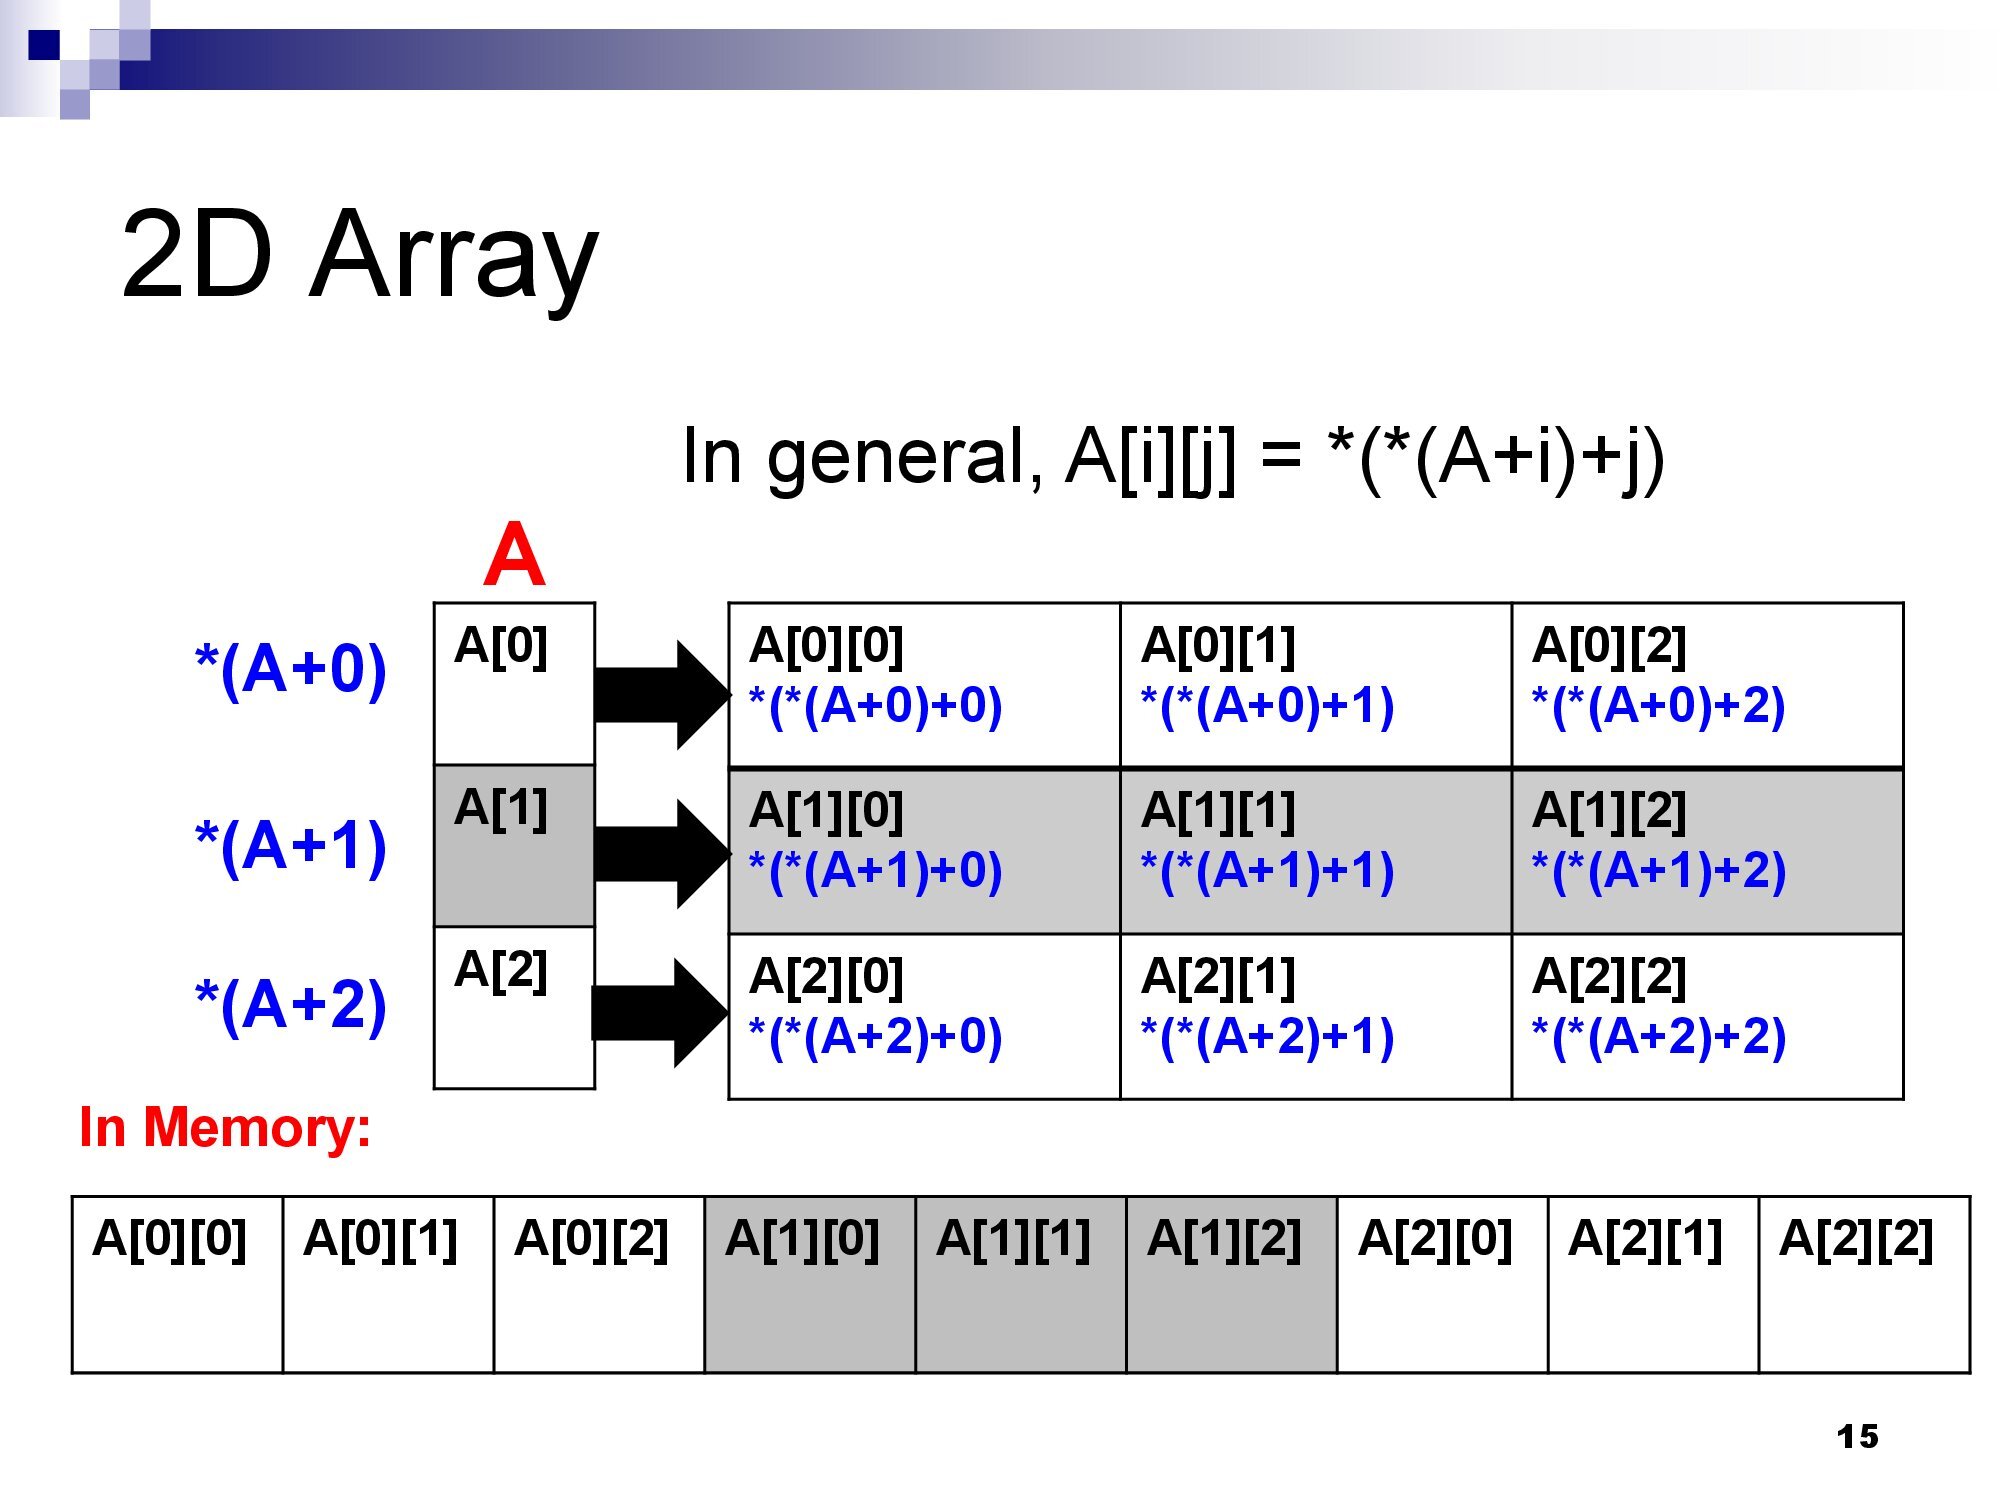 2D Array
In general, A[i][j] = *(*(A+i)+j)
A
*(A+0)
A[0]
A[0][0]
*(*(A+0)+0)
A[0][1]
*(*(A+0)+1)
A[0][2]
*(*(A+0)+2)
*(A+1)
A[1]
A[1][0]
*(*(A+1)+0)
A[1][1]
*(*(A+1)+1)
A[1][2]
*(*(A+1)+2)
*(A+2)
A[2]
A[2][0]
*(*(A+2)+0)
A[2][1]
*(*(A+2)+1)
A[2][2]
*(*(A+2)+2)
In Memory:
A[0][0] A[0][1] A[0][2] A[1][0] A[1][1] A[1][2] A[2][0] A[2][1] A[2][2]
15